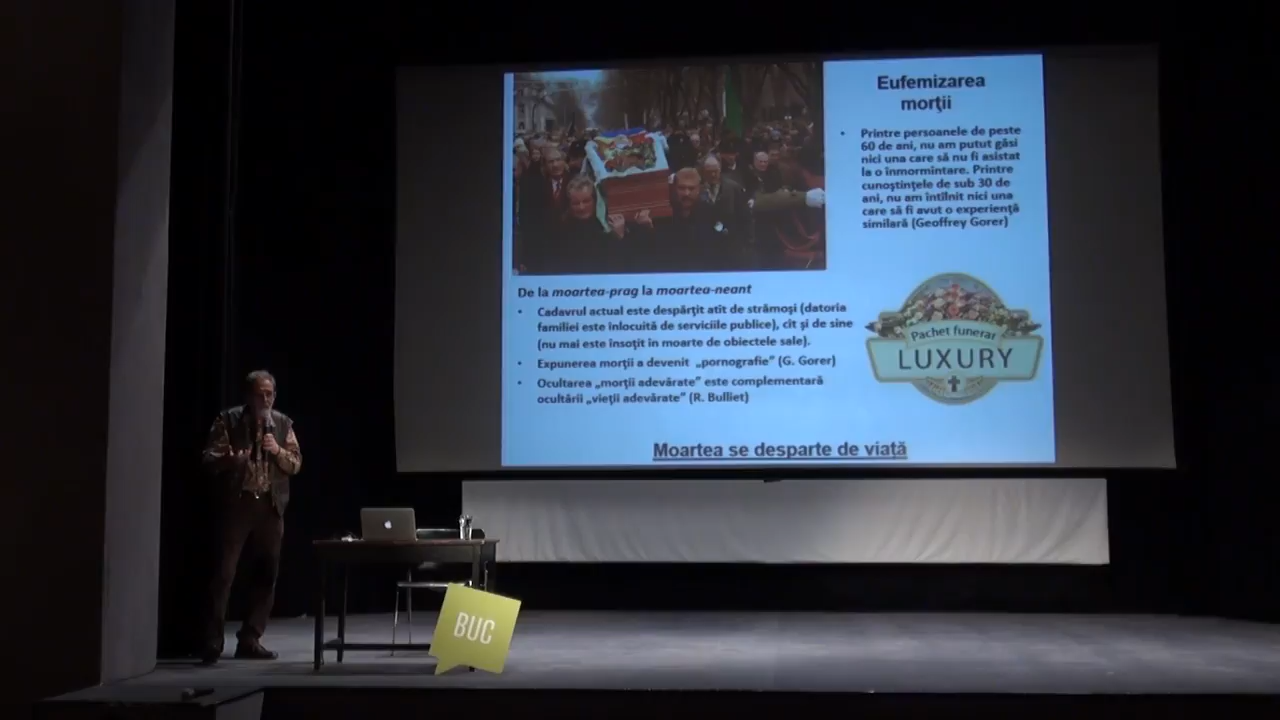 Eufemizarea
morţii
• Printre persoanele de peste
60 de ani, nu am putut găsi
nici una care să nu fi asistat
la o înmormîntare. Printre
cunoştinţele de sub 30 de
ani, nu am întîlnit nici una
care să fi avut o experienţă
similară (Geoffrey Gorer)
De la moartea-prag la moartea-neant
• Cadavrul actual este despărţit atît de strămoşi (datoria
familiei este înlocuită de serviciile publice), cît şi de sine
(nu mai este însoţit în moarte de obiectele sale).
• Expunerea morţii a devenit „pornografie” (G. Gorer)
• Ocultarea „morţii adevărate” este complementară
ocultării „vieţii adevărate” (R. Bulliet)
Pachet funerar
LUXURY
Moartea se desparte de viaţă
BUC